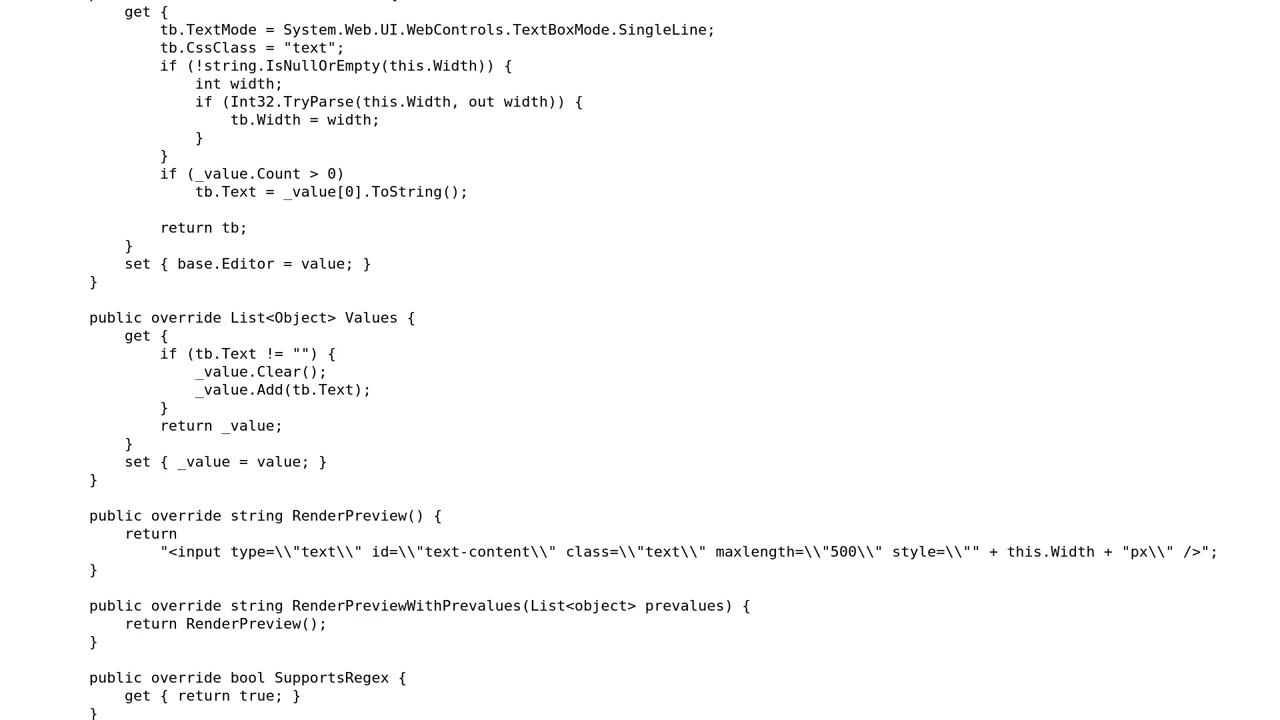 get {
tb.TextMode = System.Web.UI.WebControls.TextBoxMode.SingleLine;
tb.CssClass = "text";
if (!string.IsNullOrEmpty(this.Width)) {
int width;
if (Int32.TryParse(this.Width, out width)) {
tb.Width = width;
}
}
if (_value.Count > 0)
tb.Text = _value[0].ToString();
return tb;
}
set { base.Editor = value; }
}
public override List<Object> Values {
get {
if (tb.Text != "") {
_value.Clear();
_value.Add(tb.Text);
}
return _value;
}
set { _value = value; }
}
public override string RenderPreview() {
return
"<input type=\\"text\\" id=\\"text-content\\" class=\\"text\\" maxlength=\\"500\\" style=\\"" + this.Width + "px\\" />";
}
public override string RenderPreviewWithPrevalues(List<object> prevalues) {
return RenderPreview();
}
public override bool SupportsRegex {
get { return true; }
}